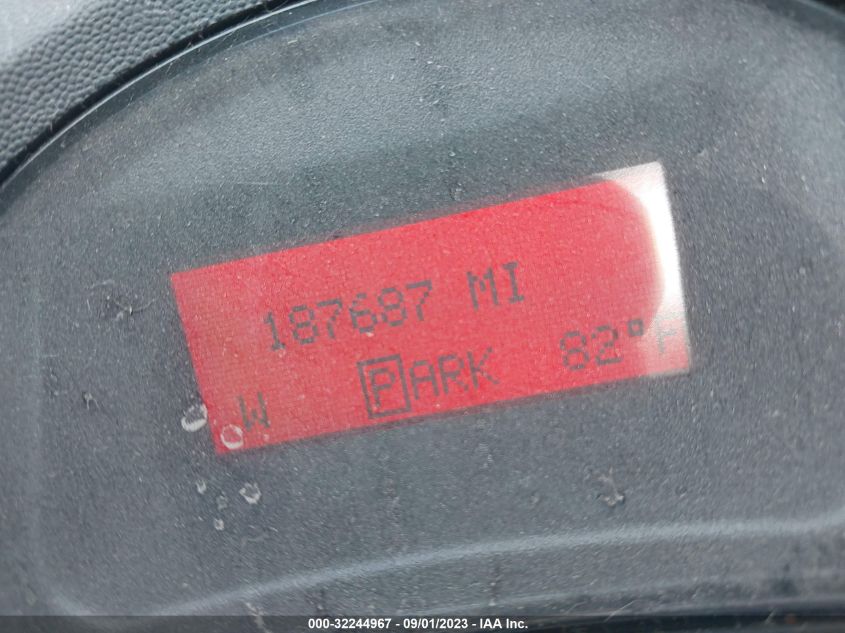 187687 MI
W PARK 82°F
000-32244967 - 09/01/2023 - IAA Inc.